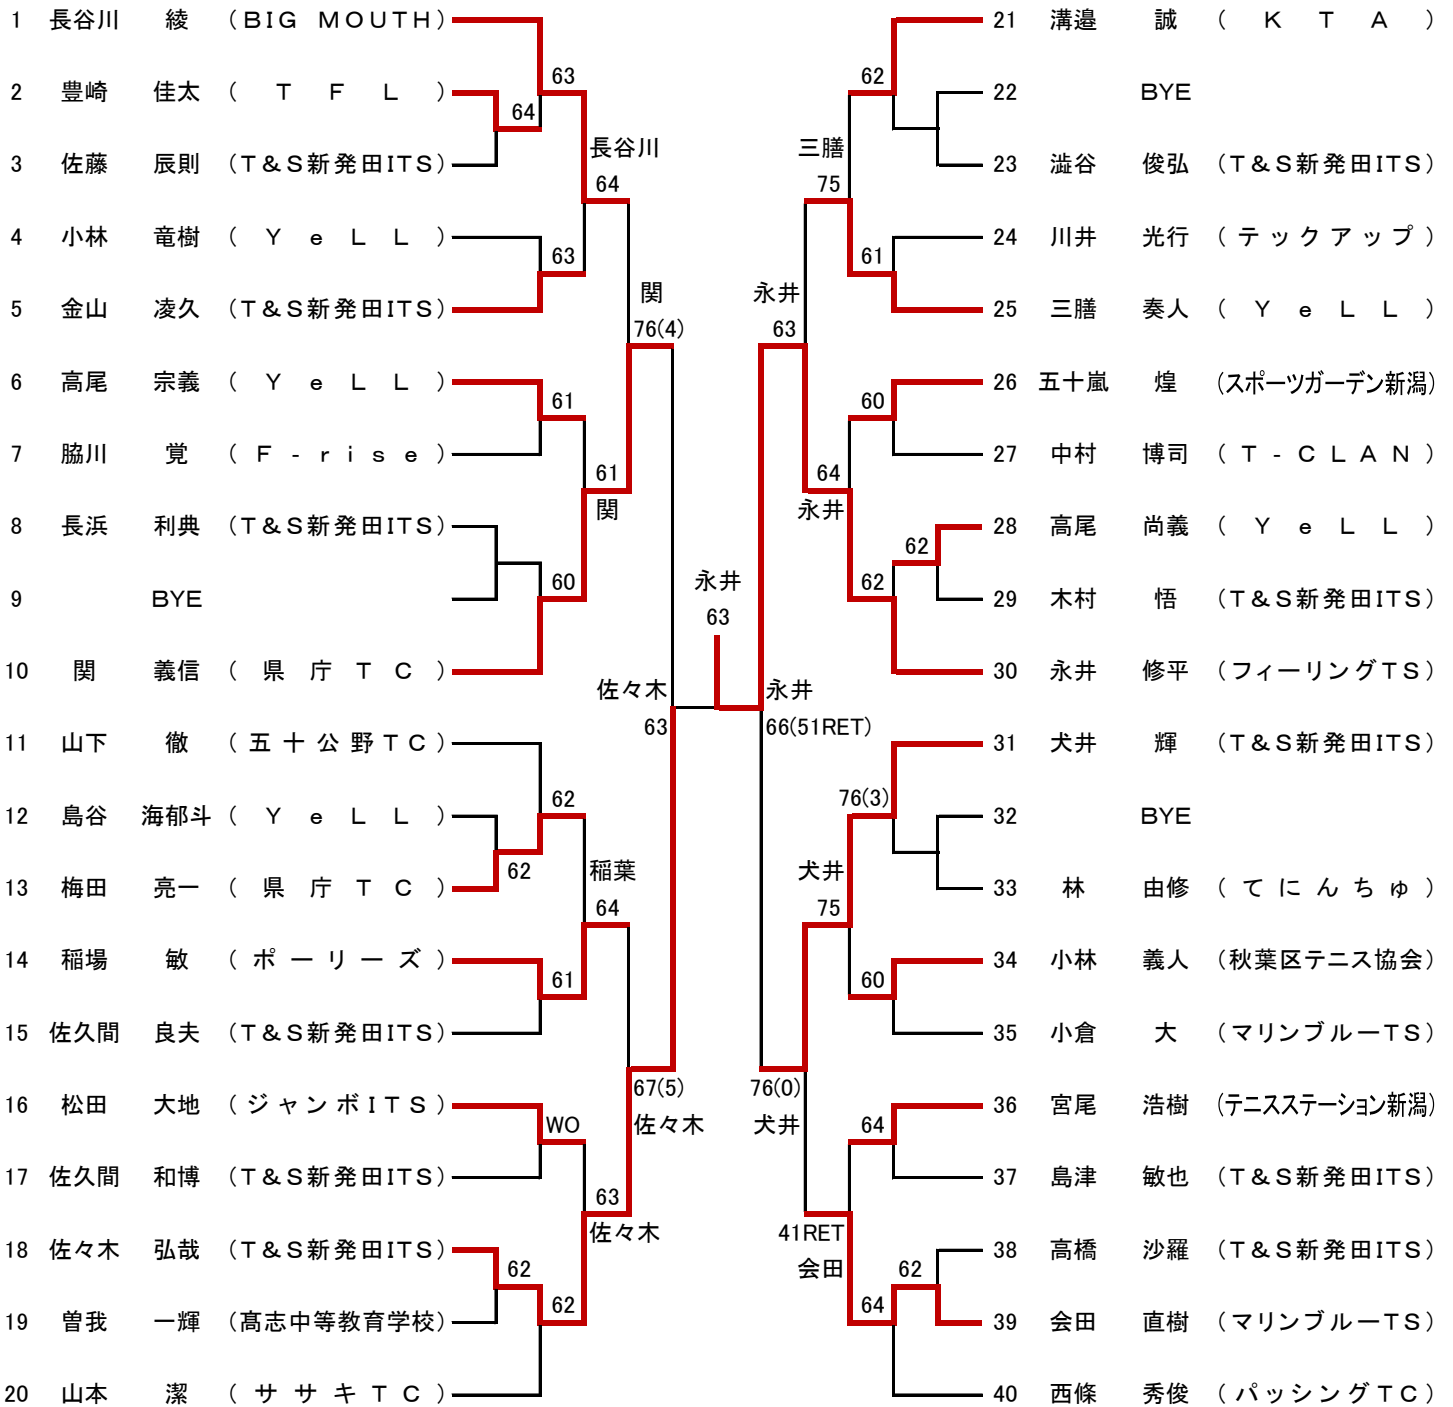 1 長谷川 綾 (BIG MOUTH)
2 豊崎 佳太 (TFL)
3 佐藤 辰則 (T&S新発田ITS)
4 小林 竜樹 (YeLL)
5 金山 凌久 (T&S新発田ITS)
6 高尾 宗義 (YeLL)
7 脇川 覚 (F-rise)
8 長浜 利典 (T&S新発田ITS)
9 BYE
10 関 義信 (県庁TC)
11 山下 徹 (五十公野TC)
12 島谷 海郁斗 (YeLL)
13 梅田 亮一 (県庁TC)
14 稲場 敏 (ポーリーズ)
15 佐久間 良夫 (T&S新発田ITS)
16 松田 大地 (ジャンボITS)
17 佐久間 和博 (T&S新発田ITS)
18 佐々木 弘哉 (T&S新発田ITS)
19 曽我 一輝 (髙志中等教育学校)
20 山本 潔 (ササキTC)
63
64
長谷川
64
63
関
76(4)
61
61
関
60
佐々木
63
62
62
稲葉
64
61
67(5)
佐々木
WO
63
佐々木
62
62
永井
63
62
三膳
75
61
永井
63
60
64
永井
62
62
永井
66(51RET)
76(3)
犬井
75
60
76(0)
犬井
64
41RET
会田
62
64
21 溝邉 誠 (KTA)
22 BYE
23 澁谷 俊弘 (T&S新発田ITS)
24 川井 光行 (テックアップ)
25 三膳 奏人 (YeLL)
26 五十嵐 煌 (スポーツガーデン新潟)
27 中村 博司 (T-CLAN)
28 高尾 尚義 (YeLL)
29 木村 悟 (T&S新発田ITS)
30 永井 修平 (フィーリングTS)
31 犬井 輝 (T&S新発田ITS)
32 BYE
33 林 由修 (てにんちゅ)
34 小林 義人 (秋葉区テニス協会)
35 小倉 大 (マリンブルーTS)
36 宮尾 浩樹 (テニスステーション新潟)
37 島津 敏也 (T&S新発田ITS)
38 高橋 沙羅 (T&S新発田ITS)
39 会田 直樹 (マリンブルーTS)
40 西條 秀俊 (パッシングTC)